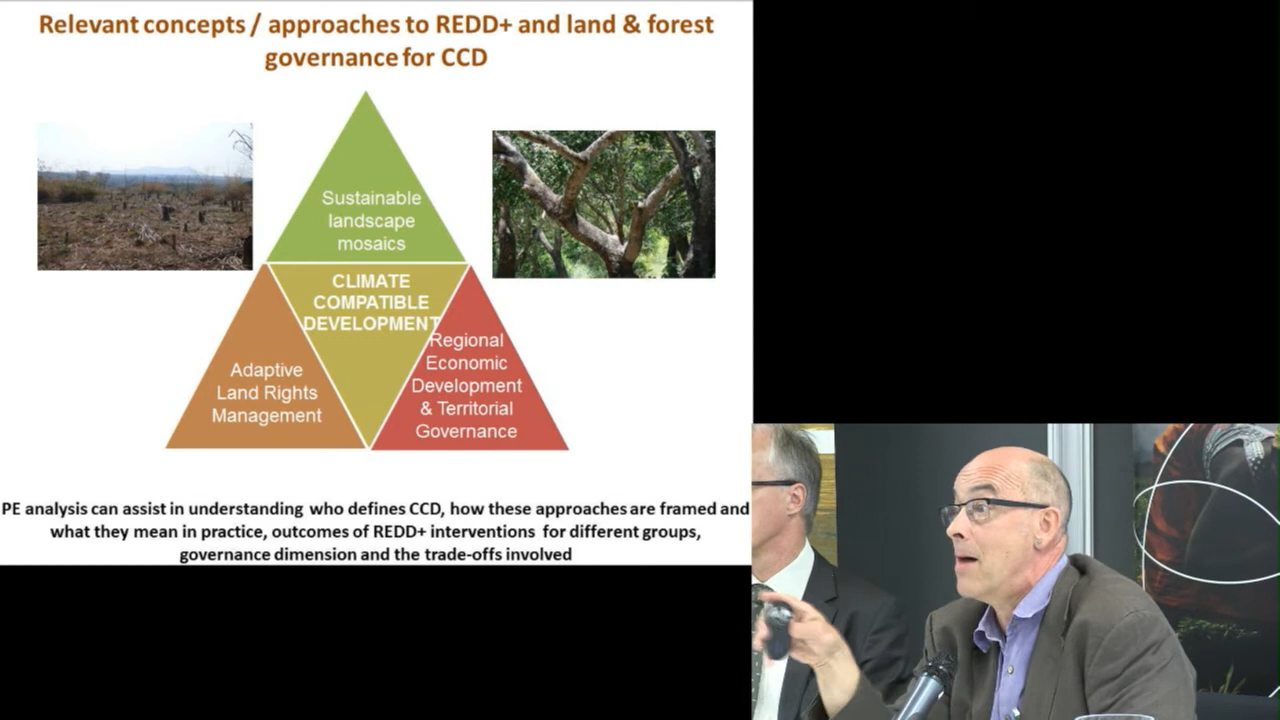 Relevant concepts / approaches to REDD+ and land & forest
governance for CCD
Sustainable
landscape
mosaics
CLIMATE
COMPATIBLE
DEVELOPMENT
Adaptive
Land Rights
Management
Regional
Economic
Development
& Territorial
Governance
PE analysis can assist in understanding who defines CCD, how these approaches are framed and
what they mean in practice, outcomes of REDD+ interventions for different groups,
governance dimension and the trade-offs involved